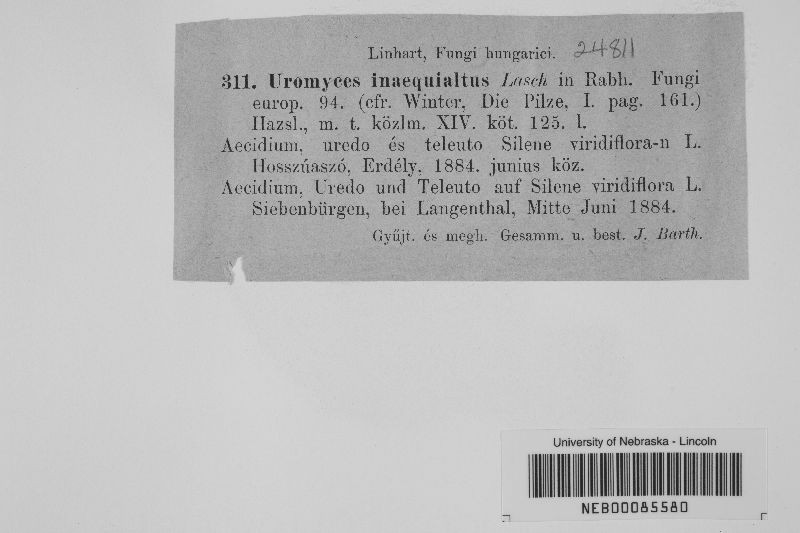 Linhart, Fungi hungarici. 24811
311. Uromyces inaequialtus Lasch in Rabh. Fungi
europ. 94. (cfr. Winter, Die Pilze, I. pag. 161.)
Hazsl., m. t. közlm. XIV. köt. 125. l.
Aecidium, uredo és teleuto Silene viridiflora-n L.
Hosszúaszó, Erdély, 1884. junius köz.
Aecidium, Uredo und Teleuto auf Silene viridiflora L.
Siebenbürgen, bei Langenthal, Mitte Juni 1884.
Gyűjt. és megh. Gesamm. u. best. J. Barth.
University of Nebraska - Lincoln
NEB00085580